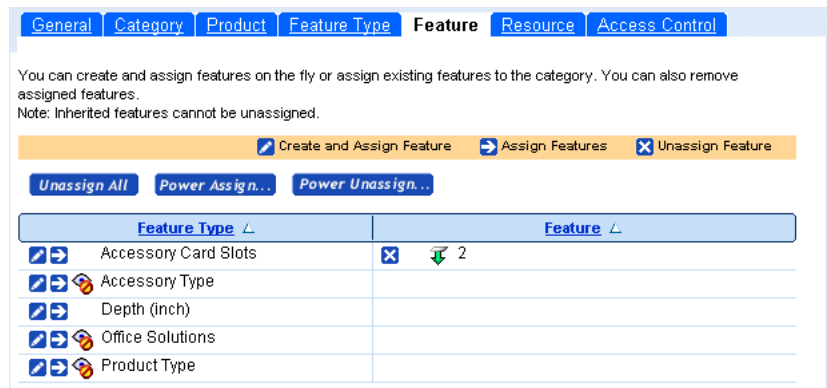 General Category Product Feature Type Feature Resource Access Control
You can create and assign features on the fly or assign existing features to the category. You can also remove
assigned features.
Note: Inherited features cannot be unassigned.
Create and Assign Feature Assign Features Unassign Feature
Unassign All Power Assign... Power Unassign...
Feature Type Feature
Accessory Card Slots 2
Accessory Type
Depth (inch)
Office Solutions
Product Type